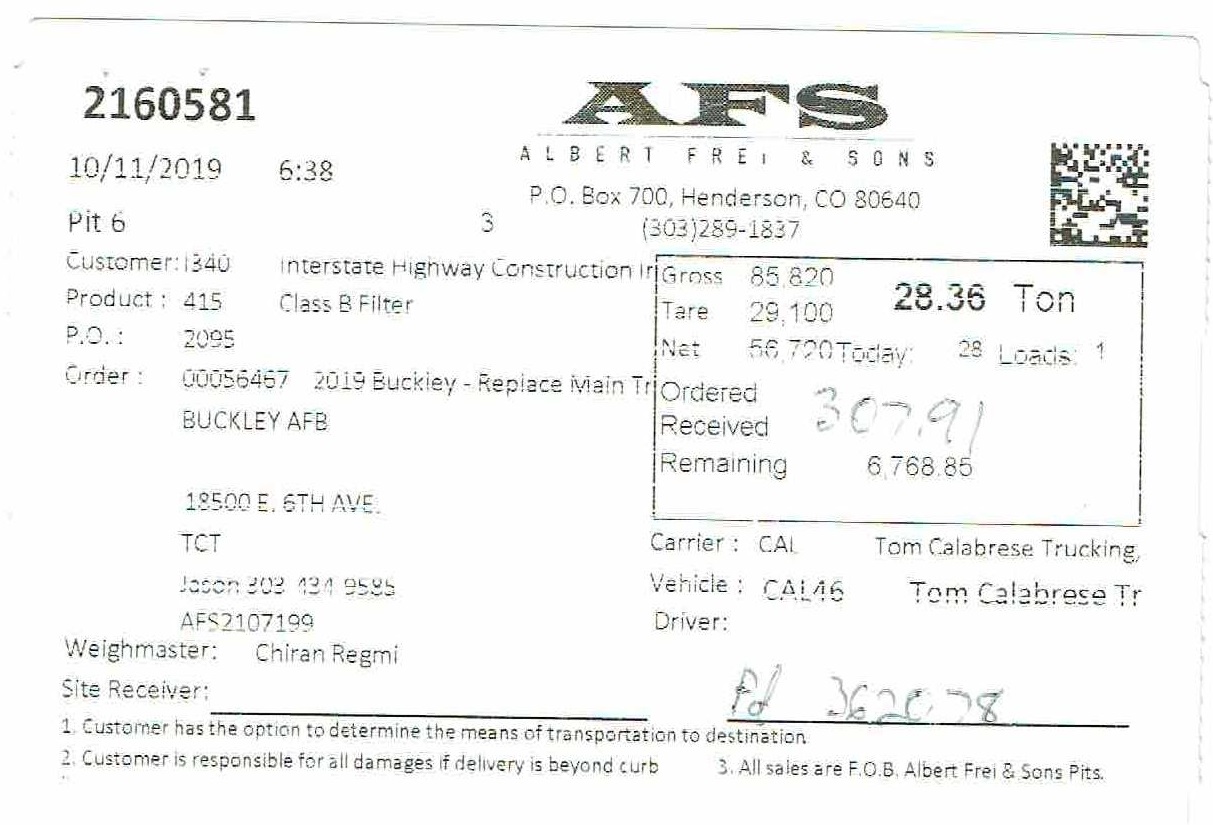 2160581
AFS
ALBERT FREI & SONS
10/11/2019 6:38
P.O. Box 700, Henderson, CO 80640
Pit 6 3 (303)289-1837
Customer: I340 Interstate Highway Construction In
Gross 85,820
28.36 Ton
Product : 415 Class B Filter
Tare 29,100
P.O. : 2095
Net 56,720 Today: 28 Loads: 1
Order : 00056467 2019 Buckley - Replace Main Tr
Ordered
BUCKLEY AFB
Received 307.91
Remaining 6,768.85
18500 E. 6TH AVE.
TCT
Carrier : CAL Tom Calabrese Trucking,
Jason 303 434 9585
Vehicle : CAL46 Tom Calabrese Tr
AFS2107199
Driver:
Weighmaster: Chiran Regmi
Site Receiver:
3620.78
1. Customer has the option to determine the means of transportation to destination.
2. Customer is responsible for all damages if delivery is beyond curb
3. All sales are F.O.B. Albert Frei & Sons Pits.